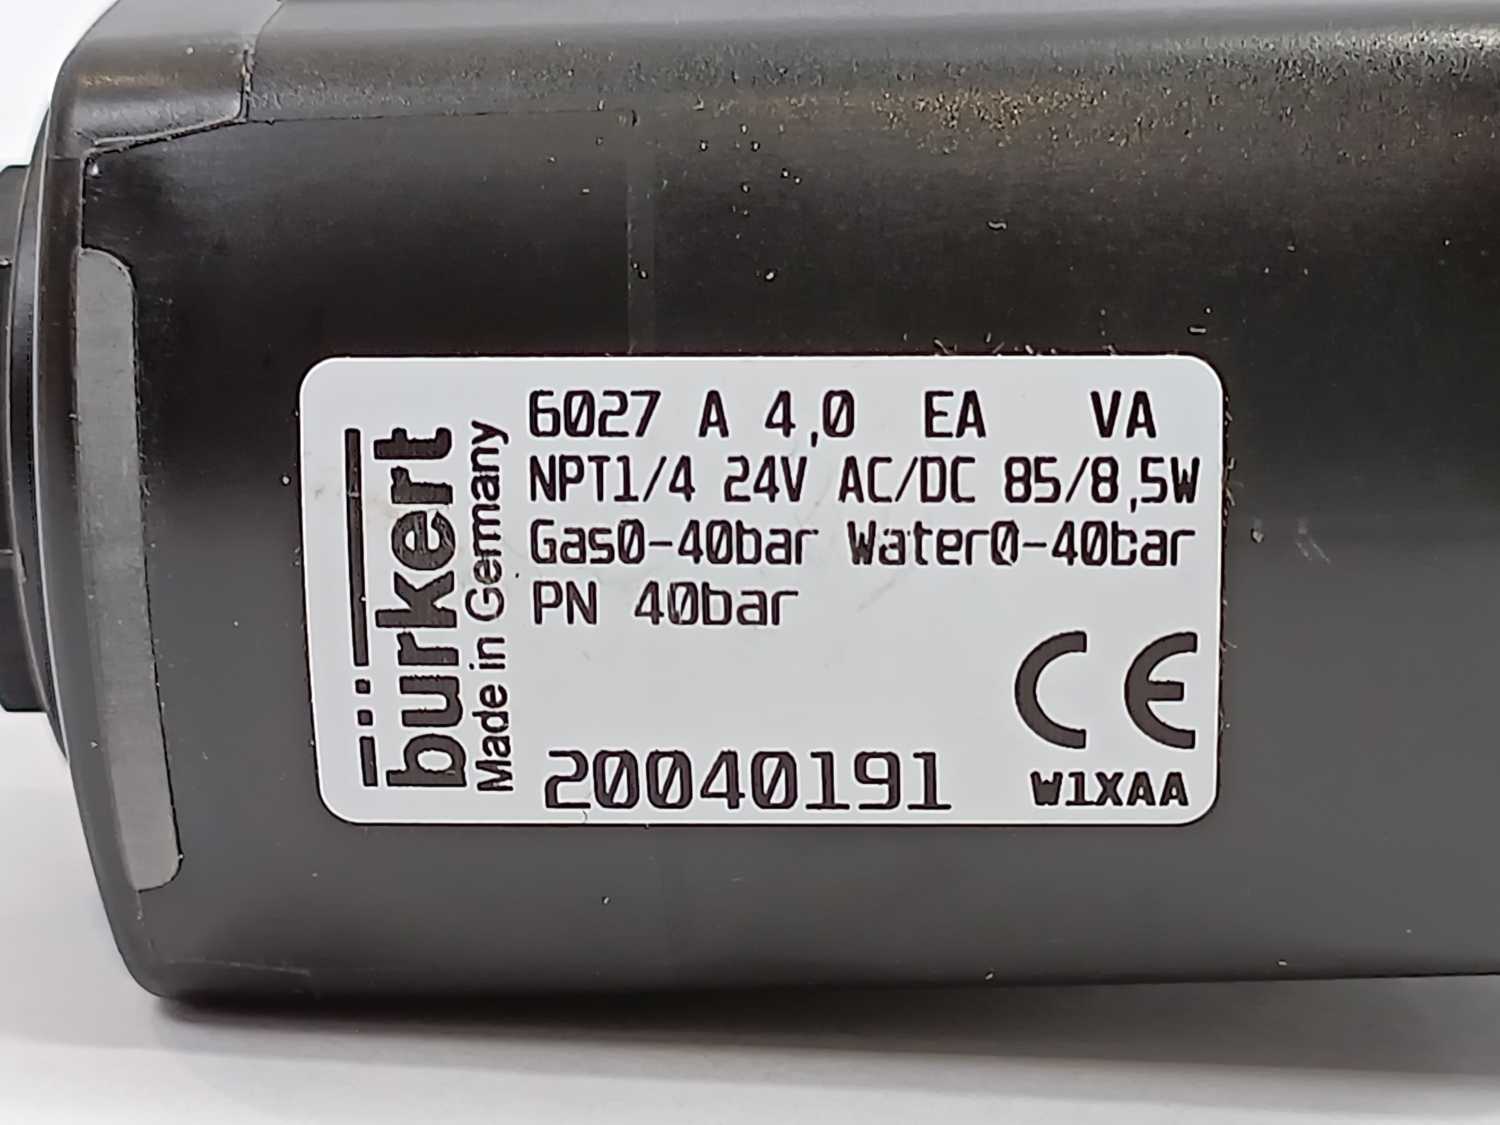 burkert
Made in Germany
6027 A 4,0 EA VA
NPT1/4 24V AC/DC 85/8,5W
Gas0-40bar Water0-40bar
PN 40bar
CE
20040191 W1XAA